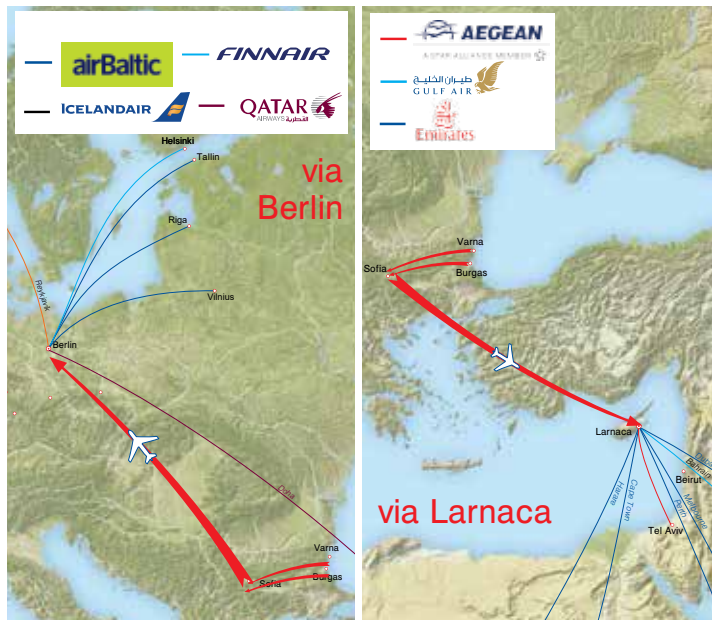 airBaltic
FINNAIR
ICELANDAIR
QATAR
AIRWAYS القطرية
Helsinki
Tallin
via
Berlin
Riga
Reykjavik
Vilnius
Berlin
Doha
Varna
Sofia
Burgas
AEGEAN
A STAR ALLIANCE MEMBER
طيران الخليج
GULF AIR
Emirates
Varna
Sofia
Burgas
Larnaca
Bahrain
Beirut
via Larnaca
Harare
Cape Town
Perth
Melbourne
Tel Aviv